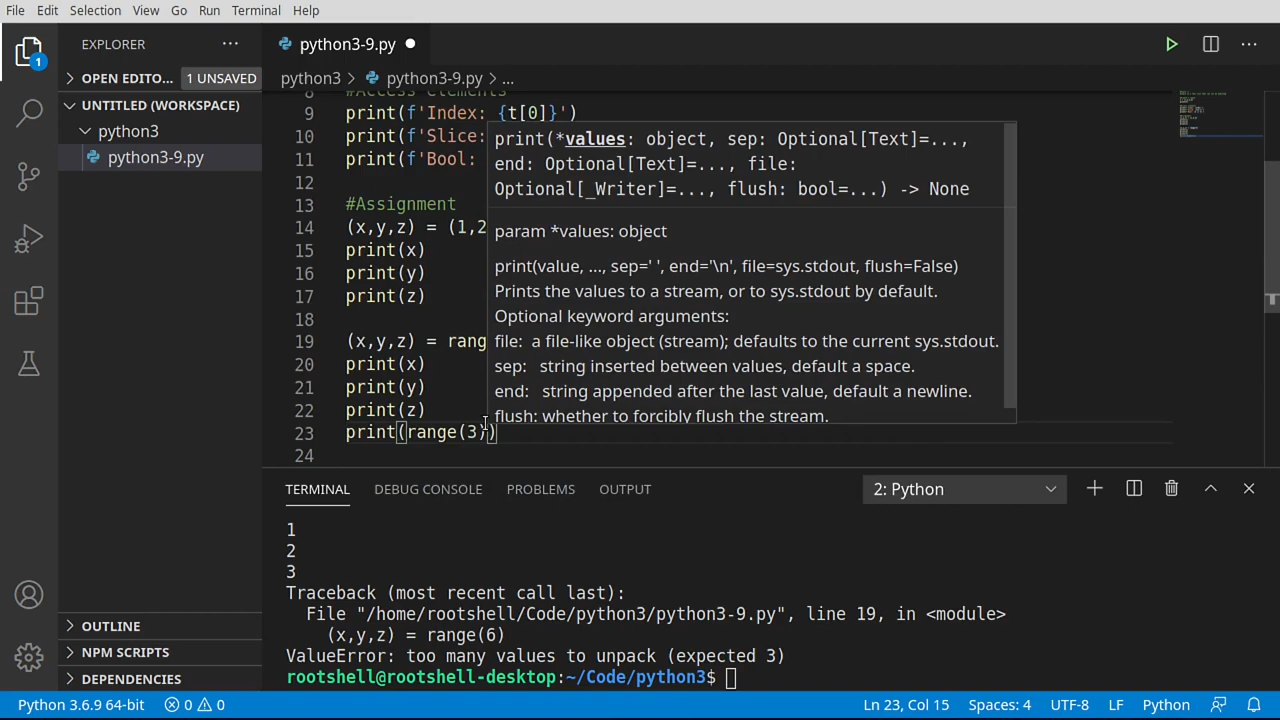 File Edit Selection View Go Run Terminal Help
EXPLORER
python3-9.py
OPEN EDITO... 1 UNSAVED
UNTITLED (WORKSPACE)
python3
python3-9.py
OUTLINE
NPM SCRIPTS
DEPENDENCIES
1
python3 > python3-9.py > ...
8 #Access elements
9 print(f'Index: {t[0]}')
10 print(f'Slice:
11 print(f'Bool:
12
13 #Assignment
14 (x,y,z) = (1,2
15 print(x)
16 print(y)
17 print(z)
18
19 (x,y,z) = rang
20 print(x)
21 print(y)
22 print(z)
23 print(range(3))
24
print(*values: object, sep: Optional[Text]=...,
end: Optional[Text]=..., file:
Optional[_Writer]=..., flush: bool=...) -> None
param *values: object
print(value, ..., sep=' ', end='\n', file=sys.stdout, flush=False)
Prints the values to a stream, or to sys.stdout by default.
Optional keyword arguments:
file: a file-like object (stream); defaults to the current sys.stdout.
sep: string inserted between values, default a space.
end: string appended after the last value, default a newline.
flush: whether to forcibly flush the stream.
TERMINAL DEBUG CONSOLE PROBLEMS OUTPUT 2: Python
1
2
3
Traceback (most recent call last):
File "/home/rootshell/Code/python3/python3-9.py", line 19, in <module>
(x,y,z) = range(6)
ValueError: too many values to unpack (expected 3)
rootshell@rootshell-desktop:~/Code/python3$
Python 3.6.9 64-bit 0 0 Ln 23, Col 15 Spaces: 4 UTF-8 LF Python